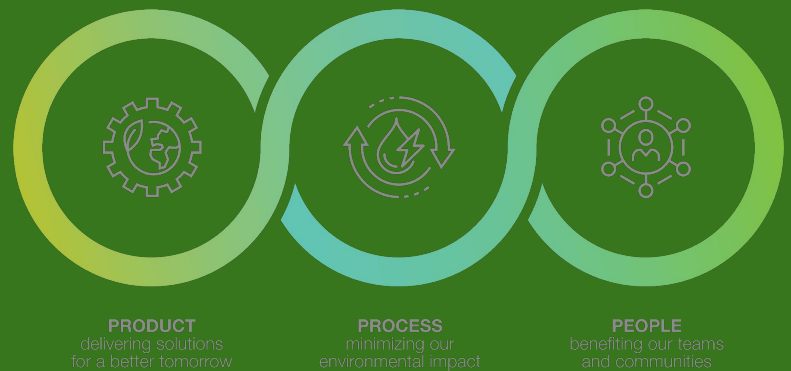 PRODUCT
delivering solutions
for a better tomorrow
PROCESS
minimizing our
environmental impact
PEOPLE
benefiting our teams
and communities